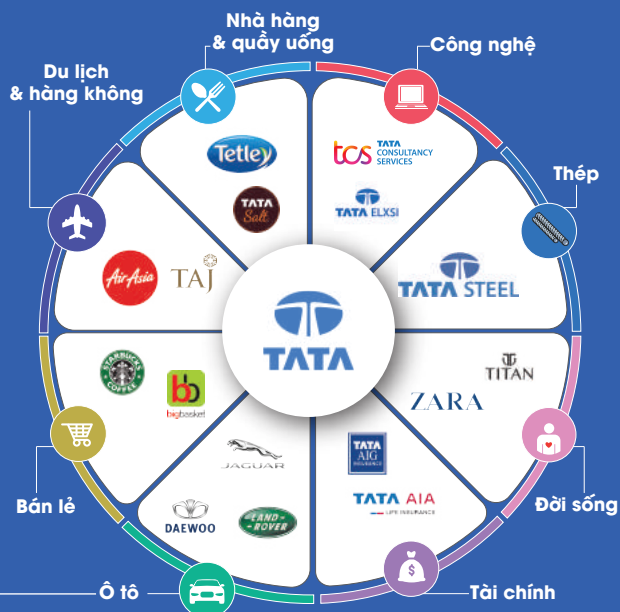 Nhà hàng
& quầy uống
Công nghệ
Du lịch
& hàng không
Thép
Tetley
TATA
Salt
tcs TATA
CONSULTANCY
SERVICES
TATA ELXSI
AirAsia
TAJ
TATA STEEL
TATA
STARBUCKS
COFFEE
bb
bigbasket
TITAN
ZARA
JAGUAR
DAEWOO
LAND-
ROVER
TATA
AIG
INSURANCE
TATA AIA
LIFE INSURANCE
$
Bán lẻ
Đời sống
Ô tô
Tài chính